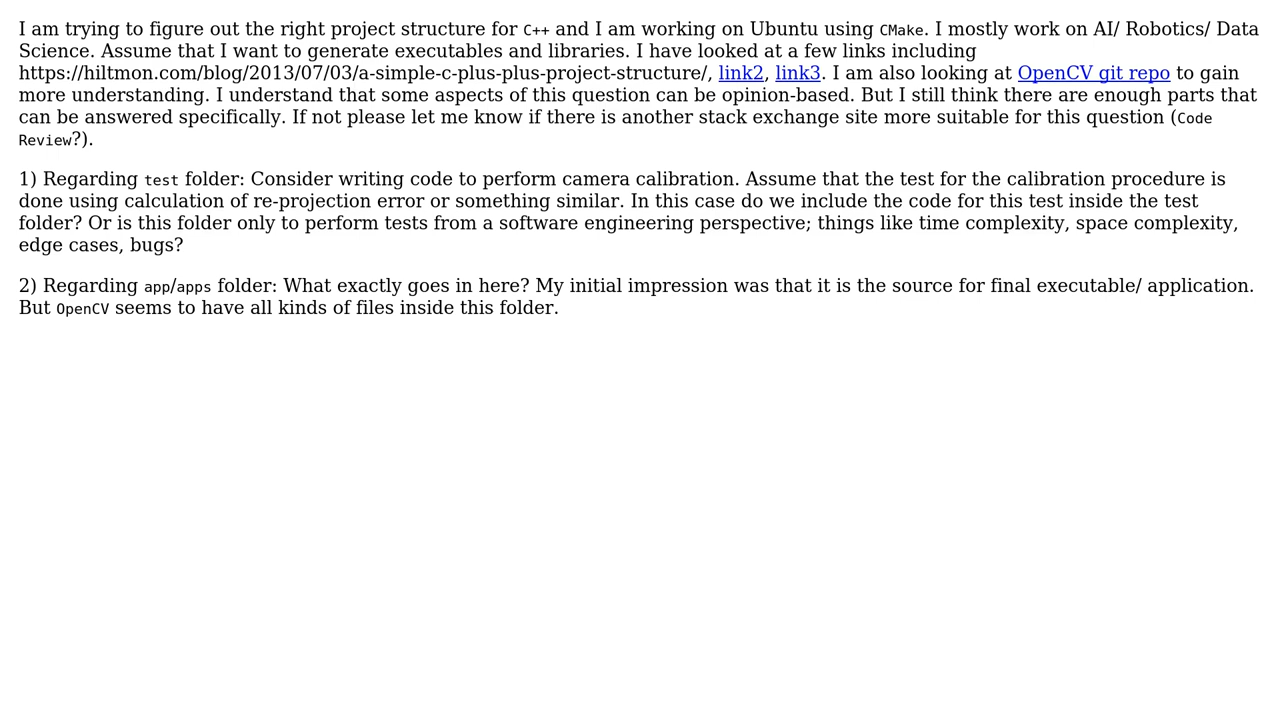 I am trying to figure out the right project structure for C++ and I am working on Ubuntu using CMake. I mostly work on AI/ Robotics/ Data
Science. Assume that I want to generate executables and libraries. I have looked at a few links including
https://hiltmon.com/blog/2013/07/03/a-simple-c-plus-plus-project-structure/, link2, link3. I am also looking at OpenCV git repo to gain
more understanding. I understand that some aspects of this question can be opinion-based. But I still think there are enough parts that
can be answered specifically. If not please let me know if there is another stack exchange site more suitable for this question (Code
Review?).
1) Regarding test folder: Consider writing code to perform camera calibration. Assume that the test for the calibration procedure is
done using calculation of re-projection error or something similar. In this case do we include the code for this test inside the test
folder? Or is this folder only to perform tests from a software engineering perspective; things like time complexity, space complexity,
edge cases, bugs?
2) Regarding app/apps folder: What exactly goes in here? My initial impression was that it is the source for final executable/ application.
But OpenCV seems to have all kinds of files inside this folder.